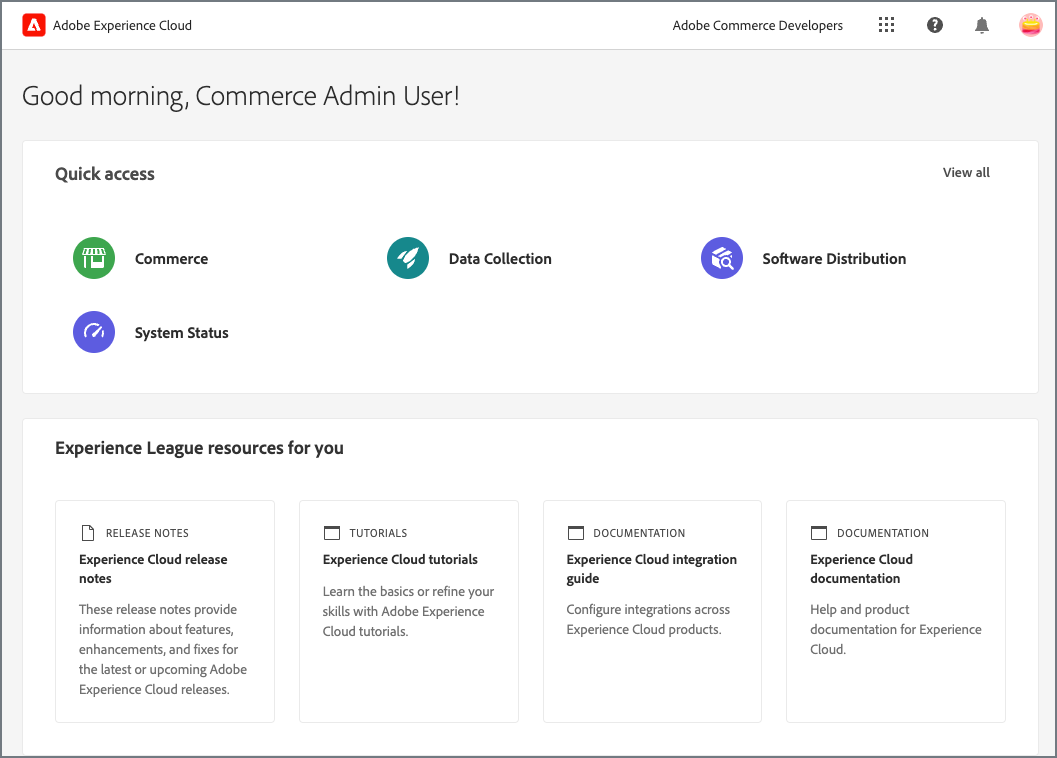 Adobe Experience Cloud
Adobe Commerce Developers
Good morning, Commerce Admin User!
Quick access
View all
Commerce
Data Collection
Software Distribution
System Status
Experience League resources for you
RELEASE NOTES
Experience Cloud release
notes
These release notes provide
information about features,
enhancements, and fixes for
the latest or upcoming Adobe
Experience Cloud releases.
TUTORIALS
Experience Cloud tutorials
Learn the basics or refine your
skills with Adobe Experience
Cloud tutorials.
DOCUMENTATION
Experience Cloud integration
guide
Configure integrations across
Experience Cloud products.
DOCUMENTATION
Experience Cloud
documentation
Help and product
documentation for Experience
Cloud.